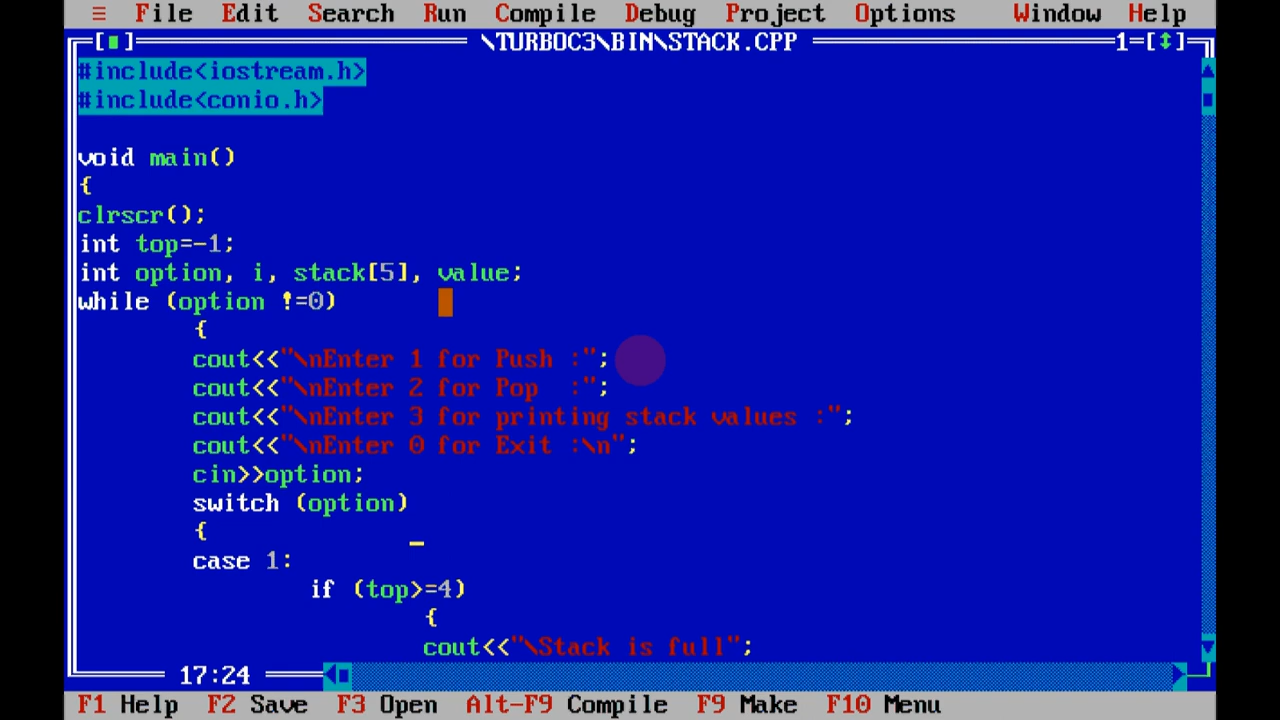 ≡ File Edit Search Run Compile Debug Project Options Window Help
[■] \TURBOC3\BIN\STACK.CPP 1=[↕]
#include<iostream.h>
#include<conio.h>
void main()
{
clrscr();
int top=-1;
int option, i, stack[5], value;
while (option !=0)
{
cout<<"\nEnter 1 for Push :";
cout<<"\nEnter 2 for Pop  :";
cout<<"\nEnter 3 for printing stack values :";
cout<<"\nEnter 0 for Exit :\n";
cin>>option;
switch (option)
{
case 1:
if (top>=4)
{
cout<<"\Stack is full";
17:24
F1 Help F2 Save F3 Open Alt-F9 Compile F9 Make F10 Menu